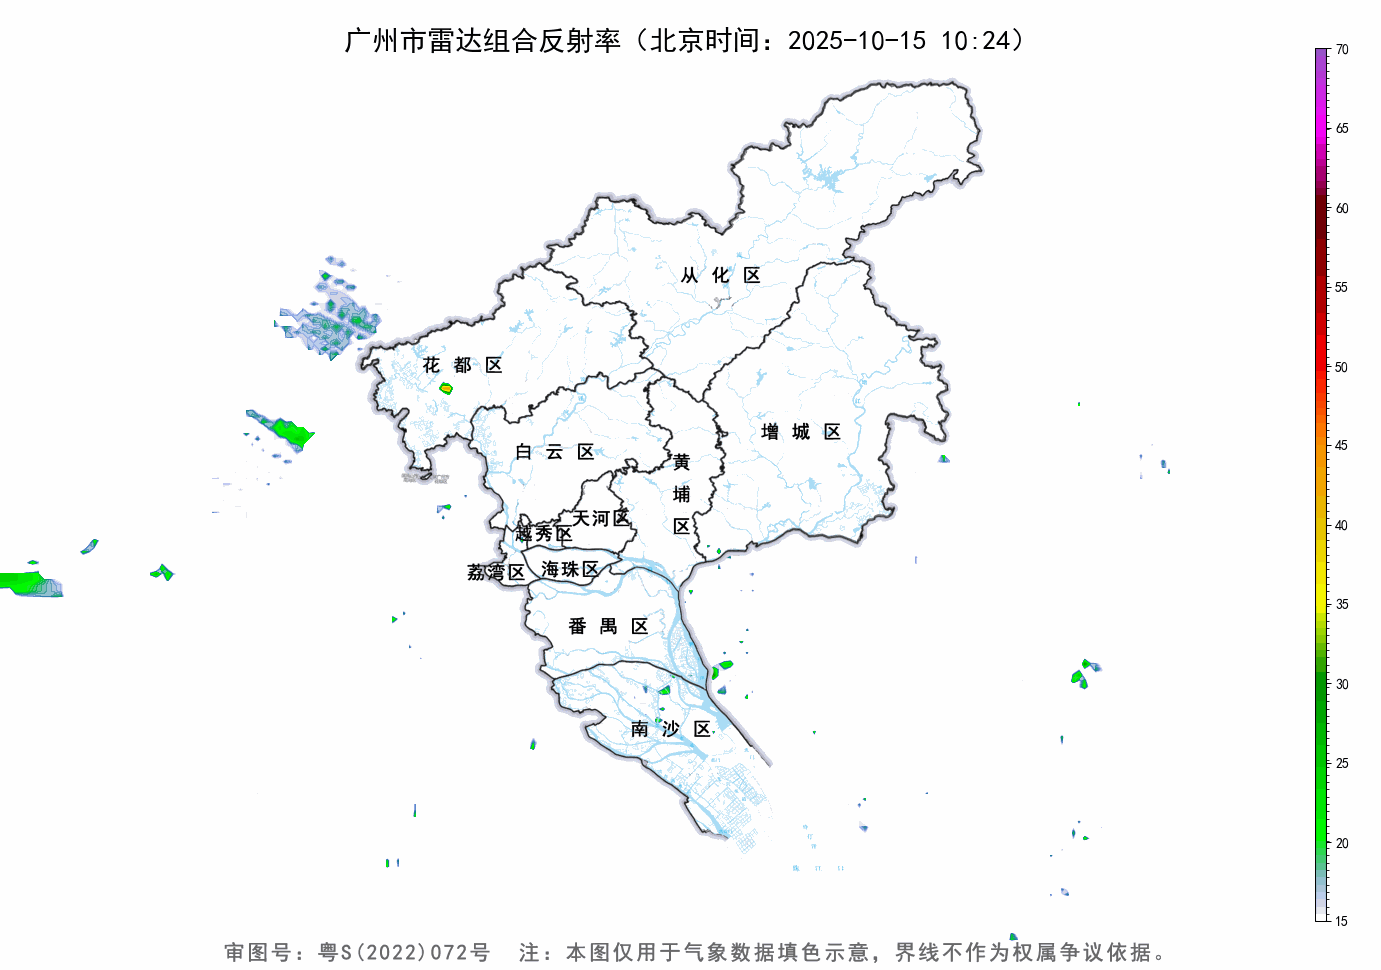 广州市雷达组合反射率（北京时间：2025-10-15 10:24）
70
65
60
55
50
45
40
35
30
25
20
15
从化区
花都区
增城区
白云区
黄埔区
天河区
越秀区
荔湾区
海珠区
番禺区
南沙区
审图号：粤S(2022)072号 注：本图仅用于气象数据填色示意，界线不作为权属争议依据。